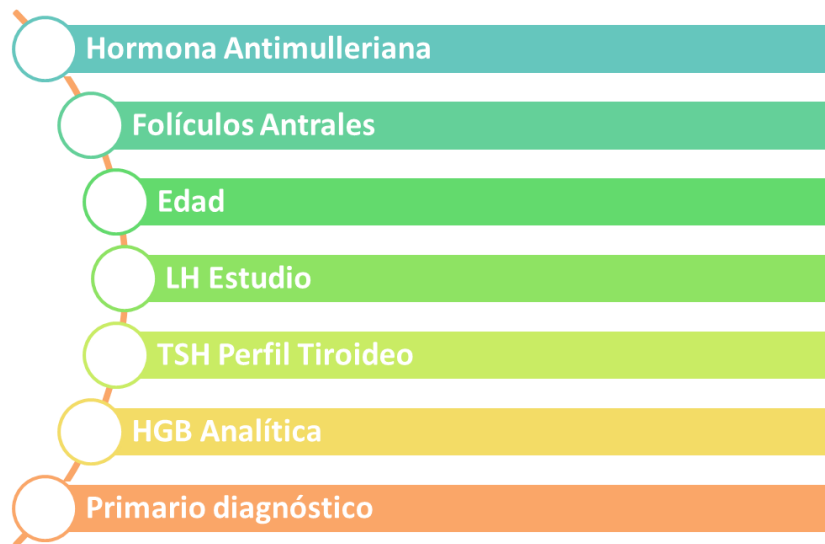 Hormona Antimulleriana
Folículos Antrales
Edad
LH Estudio
TSH Perfil Tiroideo
HGB Analítica
Primario diagnóstico